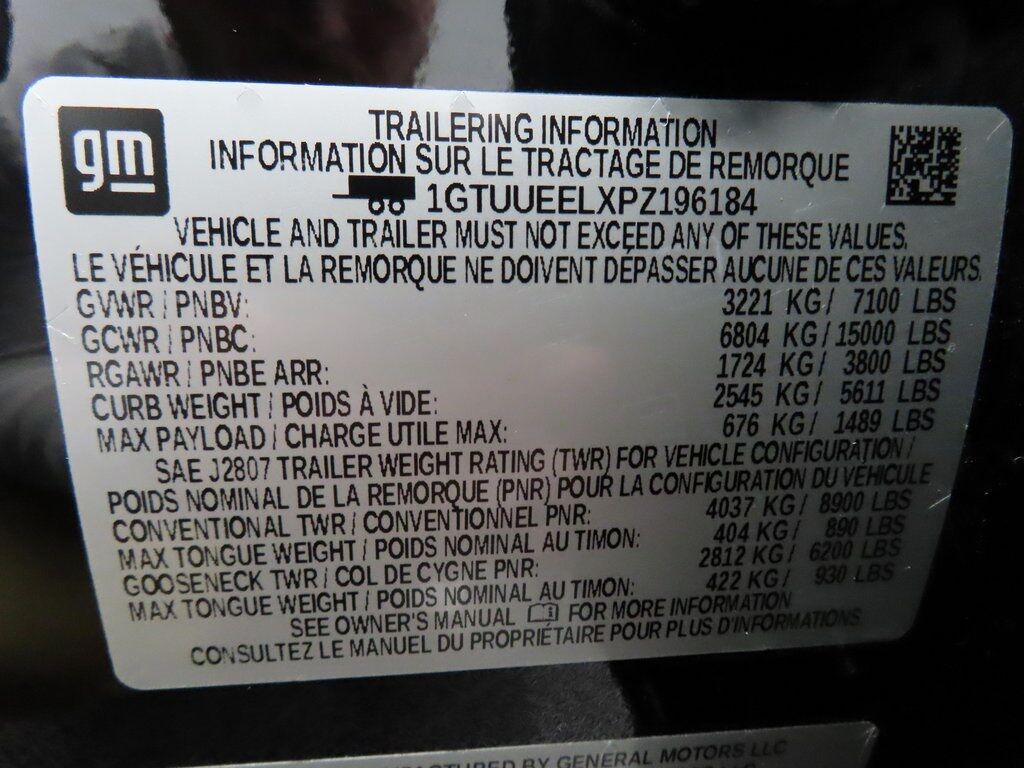 gm
TRAILERING INFORMATION
INFORMATION SUR LE TRACTAGE DE REMORQUE
1GTUUEELXPZ196184
VEHICLE AND TRAILER MUST NOT EXCEED ANY OF THESE VALUES.
LE VÉHICULE ET LA REMORQUE NE DOIVENT DÉPASSER AUCUNE DE CES VALEURS.
GVWR / PNBV: 3221 KG / 7100 LBS
GCWR / PNBC: 6804 KG / 15000 LBS
RGAWR / PNBE ARR: 1724 KG / 3800 LBS
CURB WEIGHT / POIDS À VIDE: 2545 KG / 5611 LBS
MAX PAYLOAD / CHARGE UTILE MAX: 676 KG / 1489 LBS
SAE J2807 TRAILER WEIGHT RATING (TWR) FOR VEHICLE CONFIGURATION /
POIDS NOMINAL DE LA REMORQUE (PNR) POUR LA CONFIGURATION DU VÉHICULE
CONVENTIONAL TWR / CONVENTIONNEL PNR: 4037 KG / 8900 LBS
MAX TONGUE WEIGHT / POIDS NOMINAL AU TIMON: 404 KG / 890 LBS
GOOSENECK TWR / COL DE CYGNE PNR: 2812 KG / 6200 LBS
MAX TONGUE WEIGHT / POIDS NOMINAL AU TIMON: 422 KG / 930 LBS
SEE OWNER'S MANUAL FOR MORE INFORMATION
CONSULTEZ LE MANUEL DU PROPRIÉTAIRE POUR PLUS D'INFORMATIONS
BY GENERAL MOTORS LLC